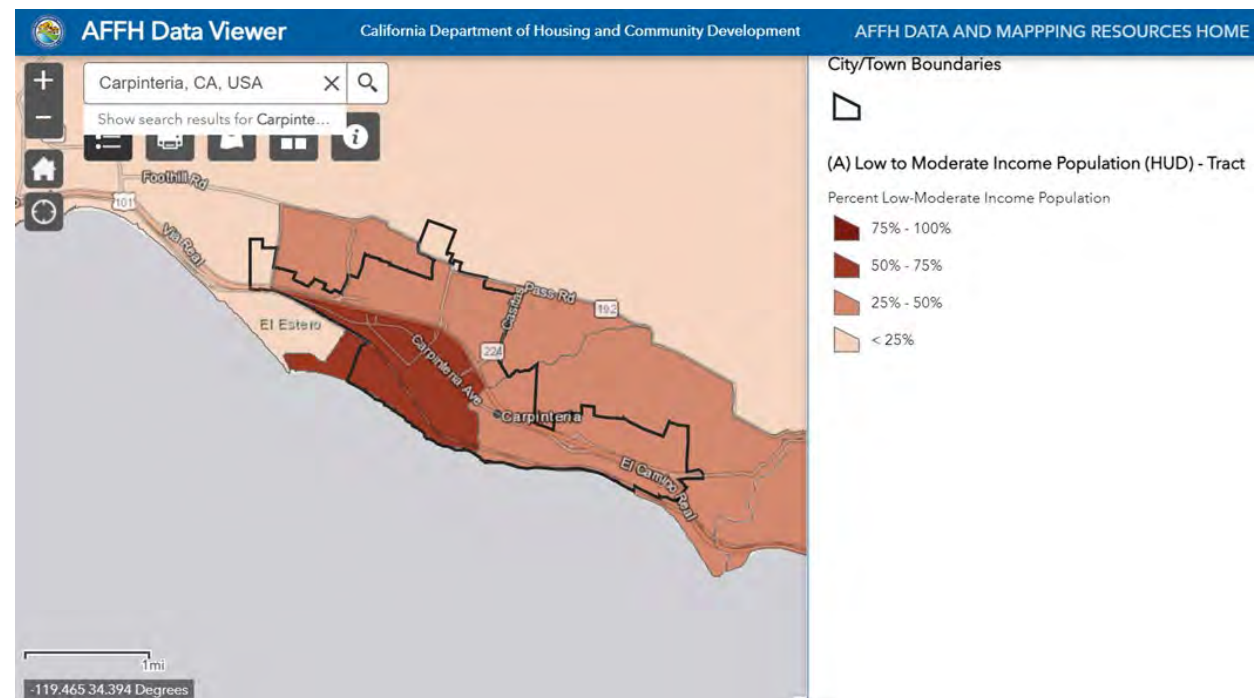 AFFH Data Viewer
California Department of Housing and Community Development
AFFH DATA AND MAPPPING RESOURCES HOME
+
Carpinteria, CA, USA
Show search results for Carpinte...
−
Foothill Rd
101
Via Real
El Estero
Carpinteria Ave
Casitas
Pass Rd
192
224
Carpinteria
El Camino Real
1mi
-119.465 34.394 Degrees
City/Town Boundaries
(A) Low to Moderate Income Population (HUD) - Tract
Percent Low-Moderate Income Population
75% - 100%
50% - 75%
25% - 50%
< 25%